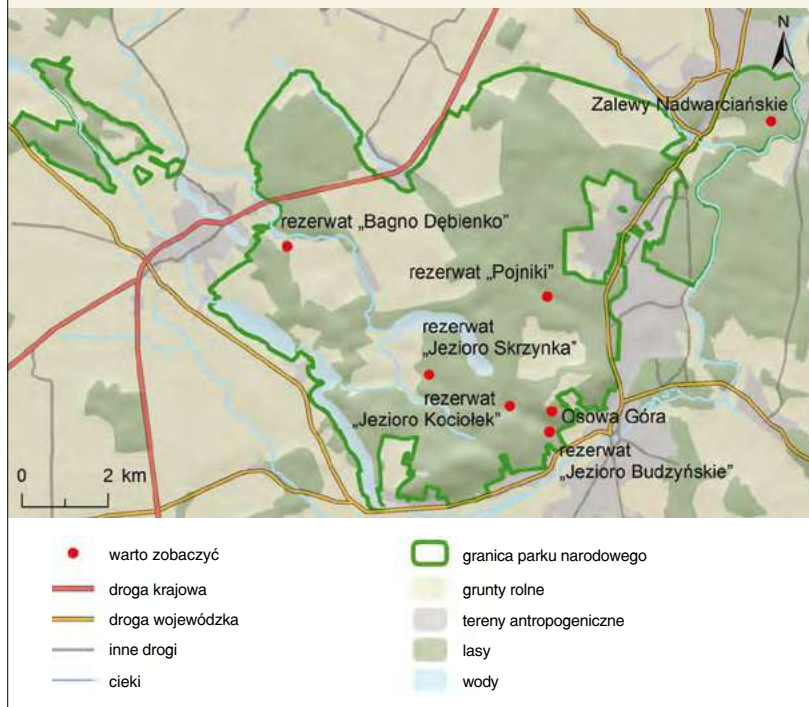 N
Zalewy Nadwarciańskie
rezerwat „Bagno Dębienko”
rezerwat „Pojniki”
rezerwat
„Jezioro Skrzynka”
rezerwat
„Jezioro Kociołek”
Osowa Góra
rezerwat
„Jezioro Budzyńskie”
0 2 km
warto zobaczyć
droga krajowa
droga wojewódzka
inne drogi
cieki
granica parku narodowego
grunty rolne
tereny antropogeniczne
lasy
wody